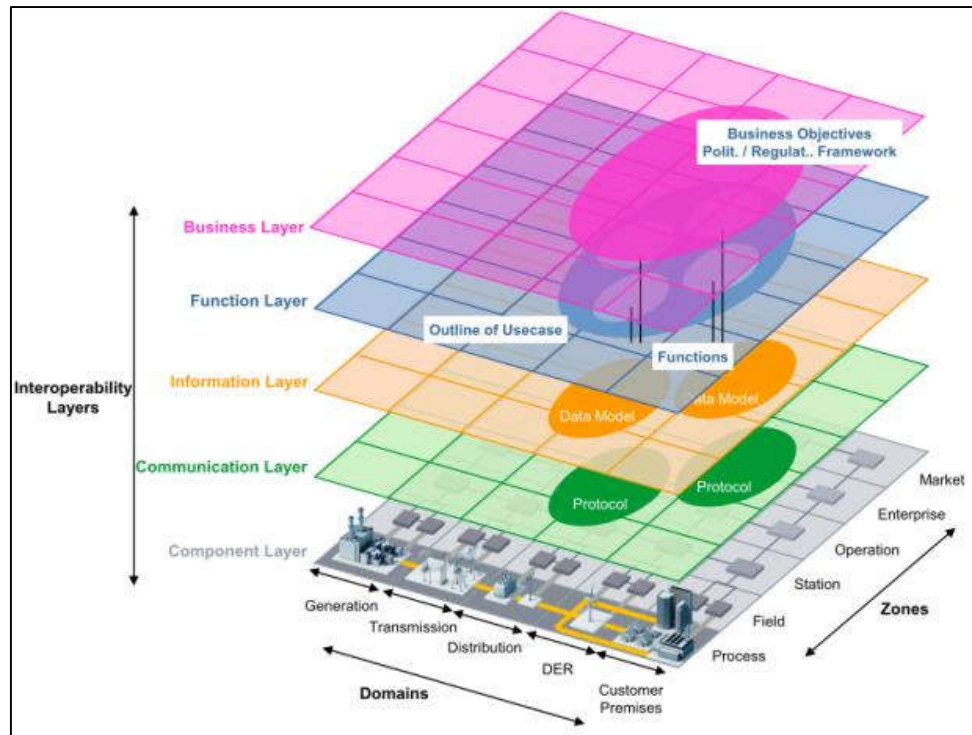 Business Objectives
Polit. / Regulat.. Framework
Business Layer
Function Layer
Outline of Usecase
Functions
Interoperability
Layers
Information Layer
Data Model
ata Model
Communication Layer
Protocol
Protocol
Component Layer
Market
Enterprise
Operation
Station
Field
Process
Zones
Generation
Transmission
Distribution
DER
Customer
Premises
Domains